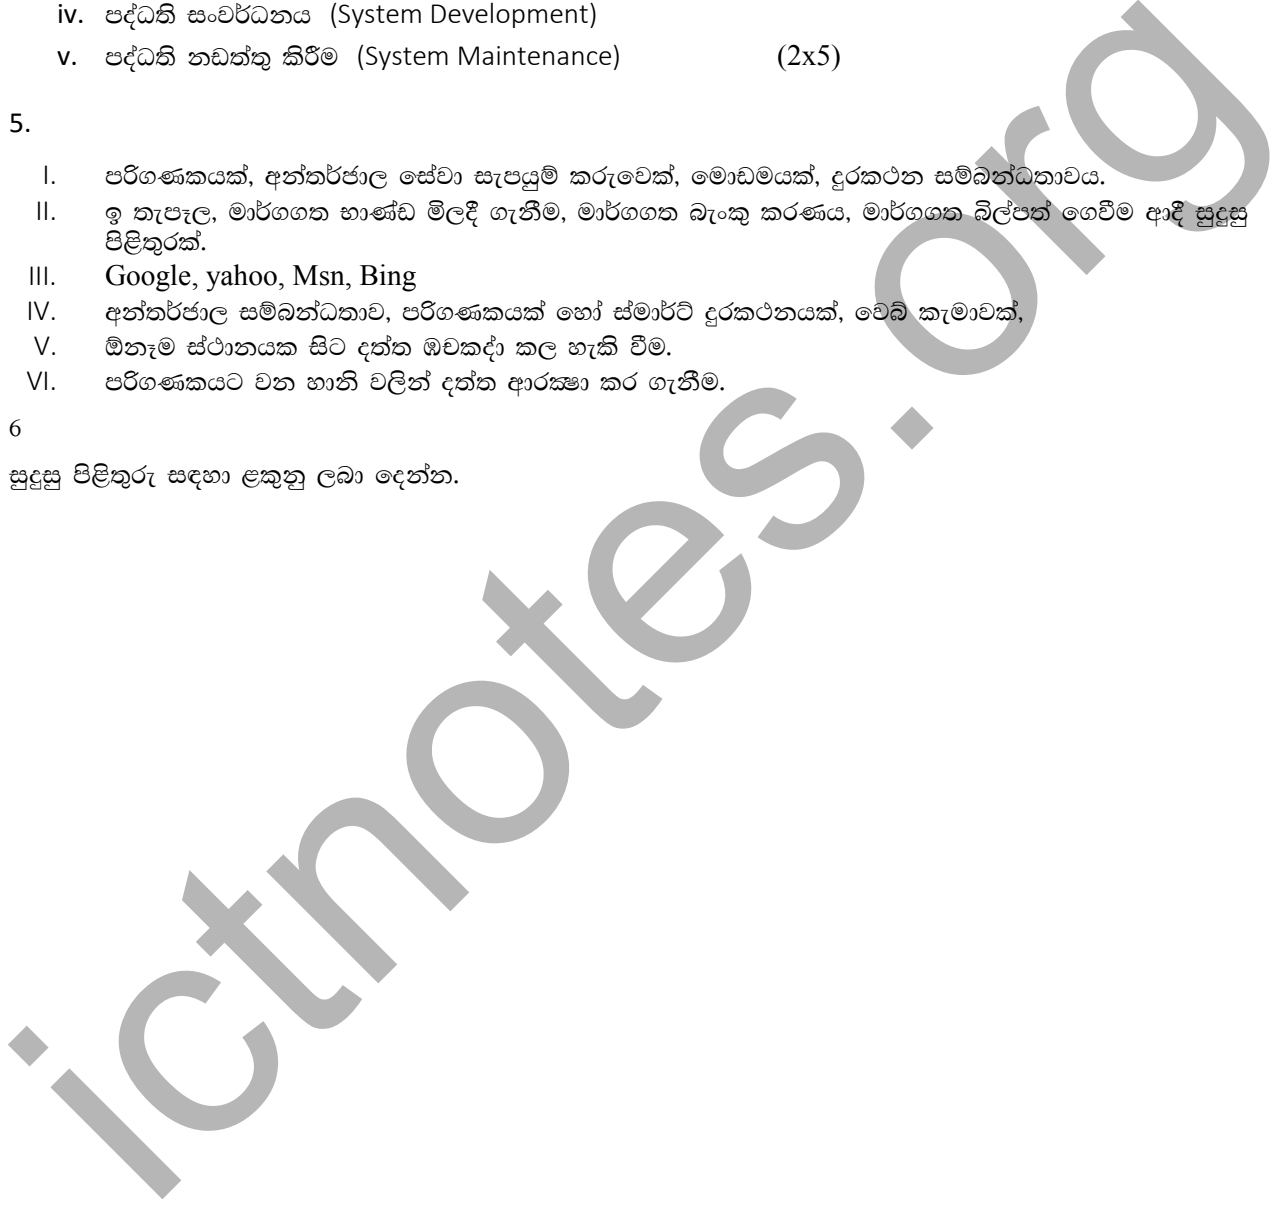 iv. පද්ධති සංවර්ධනය (System Development)
v. පද්ධති නඩත්තු කිරීම (System Maintenance) (2x5)
5.
I. පරිගණකයක්, අන්තර්ජාල සේවා සැපයුම් කරුවෙක්, මොඩමයක්, දුරකථන සම්බන්ධතාවය.
II. ඉ තැපෑල, මාර්ගගත භාණ්ඩ මිලදී ගැනීම, මාර්ගගත බැංකු කරණය, මාර්ගගත බිල්පත් ගෙවීම ආදී සුදුසු
පිළිතුරක්.
III. Google, yahoo, Msn, Bing
IV. අන්තර්ජාල සම්බන්ධතාව, පරිගණකයක් හෝ ස්මාර්ට් දුරකථනයක්, වෙබ් කැමාවක්,
V. ඕනෑම ස්ථානයක සිට දත්ත ඹචකද්‍ා කල හැකි වීම.
VI. පරිගණකයට වන හානි වලින් දත්ත ආරක්‍ෂා කර ගැනීම.
6
සුදුසු පිළිතුරු සඳහා ළකුනු ලබා දෙන්න.
ictnotes.org